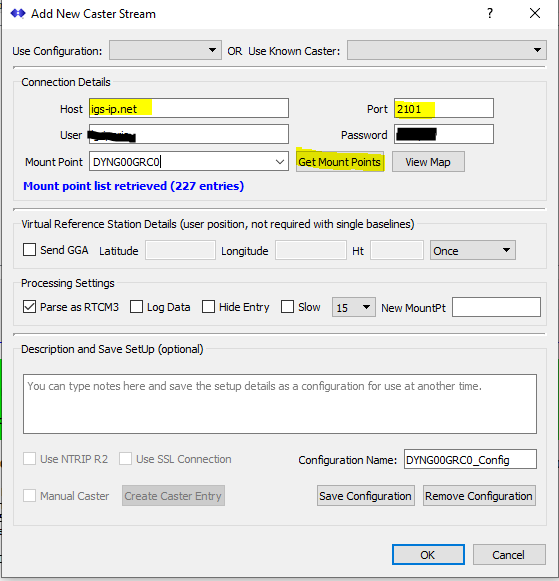 Add New Caster Stream
Use Configuration: OR Use Known Caster:
Connection Details
Host igs-ip.net Port 2101
User Password
Mount Point DYNG00GRC0 Get Mount Points View Map
Mount point list retrieved (227 entries)
Virtual Reference Station Details (user position, not required with single baselines)
Send GGA Latitude Longitude Ht Once
Processing Settings
Parse as RTCM3 Log Data Hide Entry Slow 15 New MountPt
Description and Save SetUp (optional)
You can type notes here and save the setup details as a configuration for use at another time.
Use NTRIP R2 Use SSL Connection Configuration Name: DYNG00GRC0_Config
Manual Caster Create Caster Entry Save Configuration Remove Configuration
OK Cancel